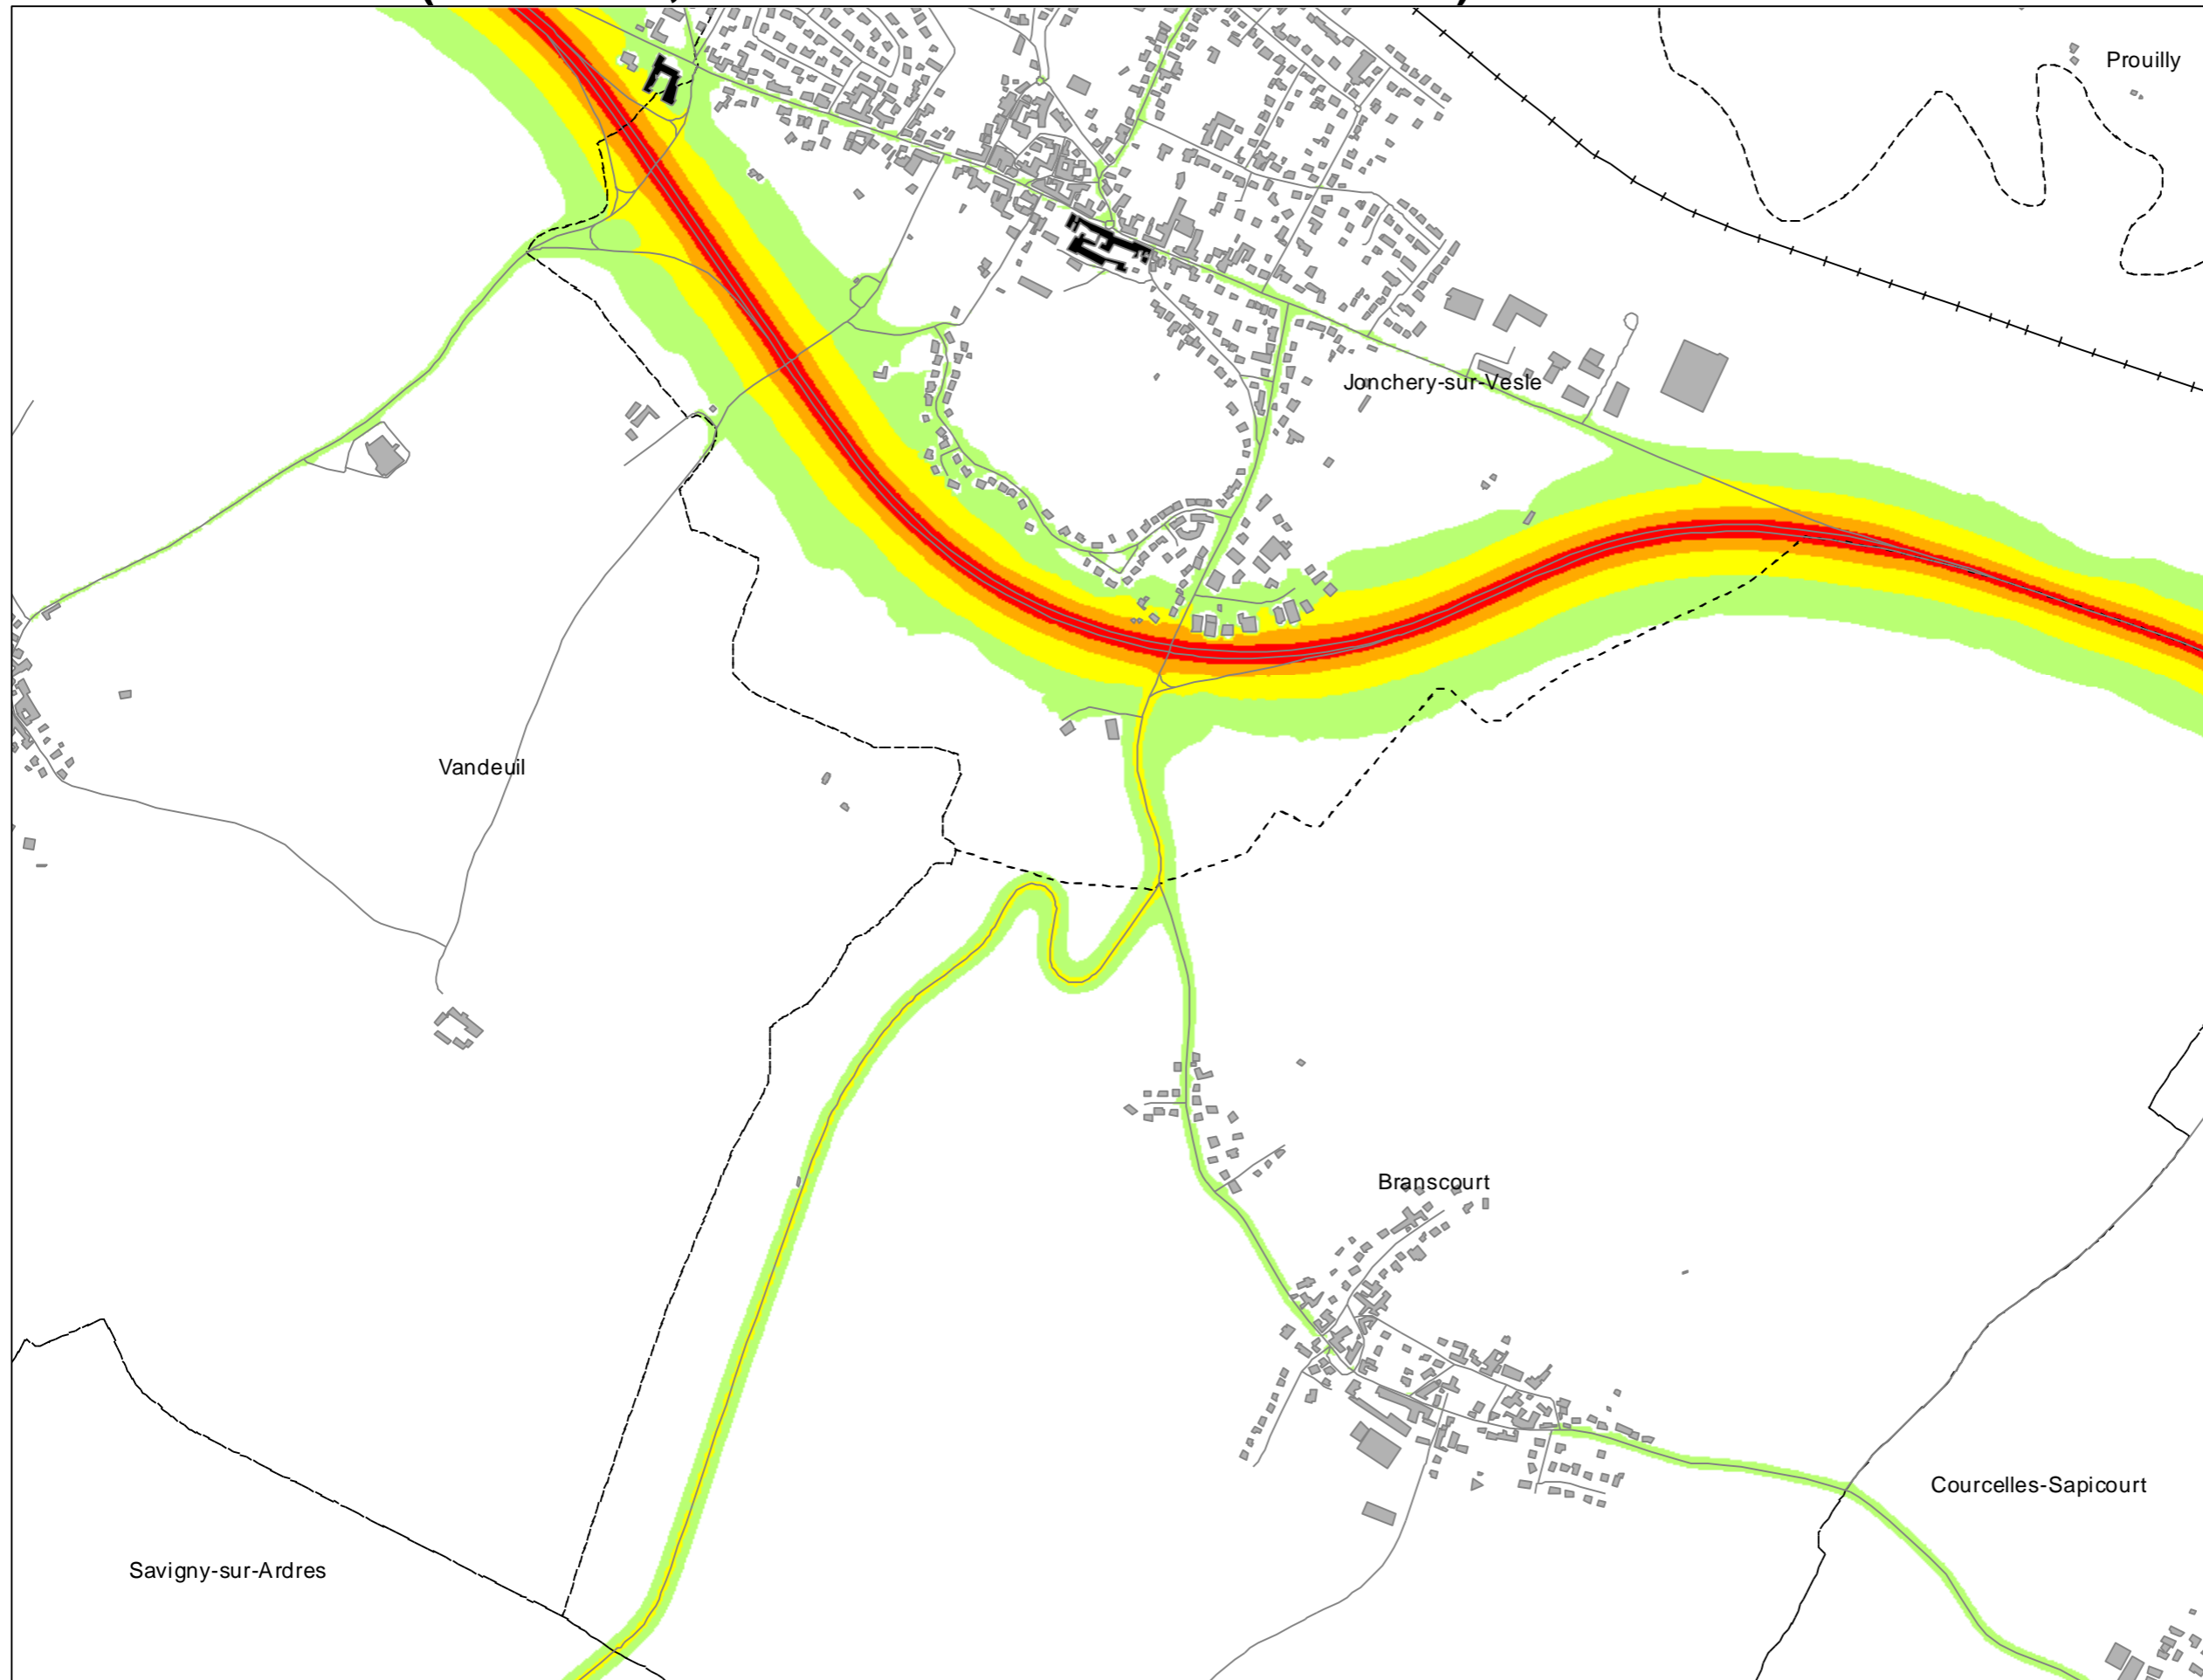 Prouilly
Jonchery-sur-Vesle
Vandeuil
Branscourt
Courcelles-Sapicourt
Savigny-sur-Ardres